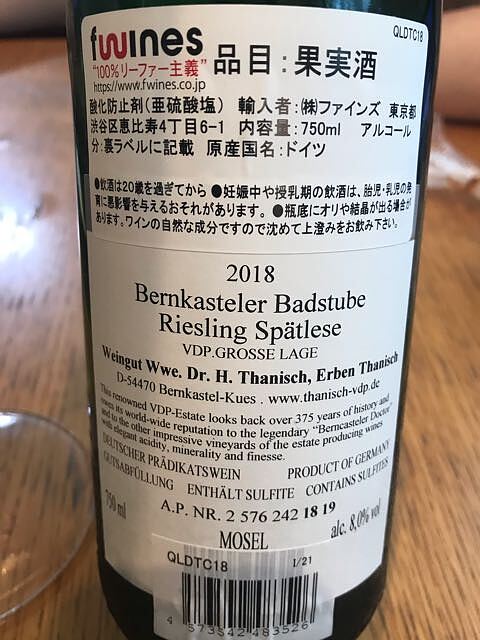 QLDTC18
fwines
"100%リーファー主義"
https://www.fwines.co.jp
品目:果実酒
酸化防止剤(亜硫酸塩) 輸入者:㈱ファインズ 東京都
渋谷区恵比寿4丁目6-1 内容量:750ml アルコール
分:裏ラベルに記載 原産国名:ドイツ
●飲酒は20歳を過ぎてから ●妊娠中や授乳期の飲酒は、胎児・乳児の発
育に悪影響を与えるおそれがあります。 ●瓶底にオリや結晶が出る場合が
あります。ワインの自然な成分ですので沈めて上澄みをお飲み下さい。
2018
Bernkasteler Badstube
Riesling Spätlese
VDP.GROSSE LAGE
Weingut Wwe. Dr. H. Thanisch, Erben Thanisch
D-54470 Bernkastel-Kues . www.thanisch-vdp.de
This renowned VDP-Estate looks back over 375 years of history and
owes its world-wide reputation to the legendary "Berncasteler Doctor"
and to the other impressive vineyards of the estate producing wines
with elegant acidity, minerality and finesse.
DEUTSCHER PRÄDIKATSWEIN PRODUCT OF GERMANY
GUTSABFÜLLUNG ENTHÄLT SULFITE CONTAINS SULFITES
A.P. NR. 2 576 242 18 19
750 ml MOSEL alc. 8,0% vol
QLDTC18 1/21
4 573542 483526